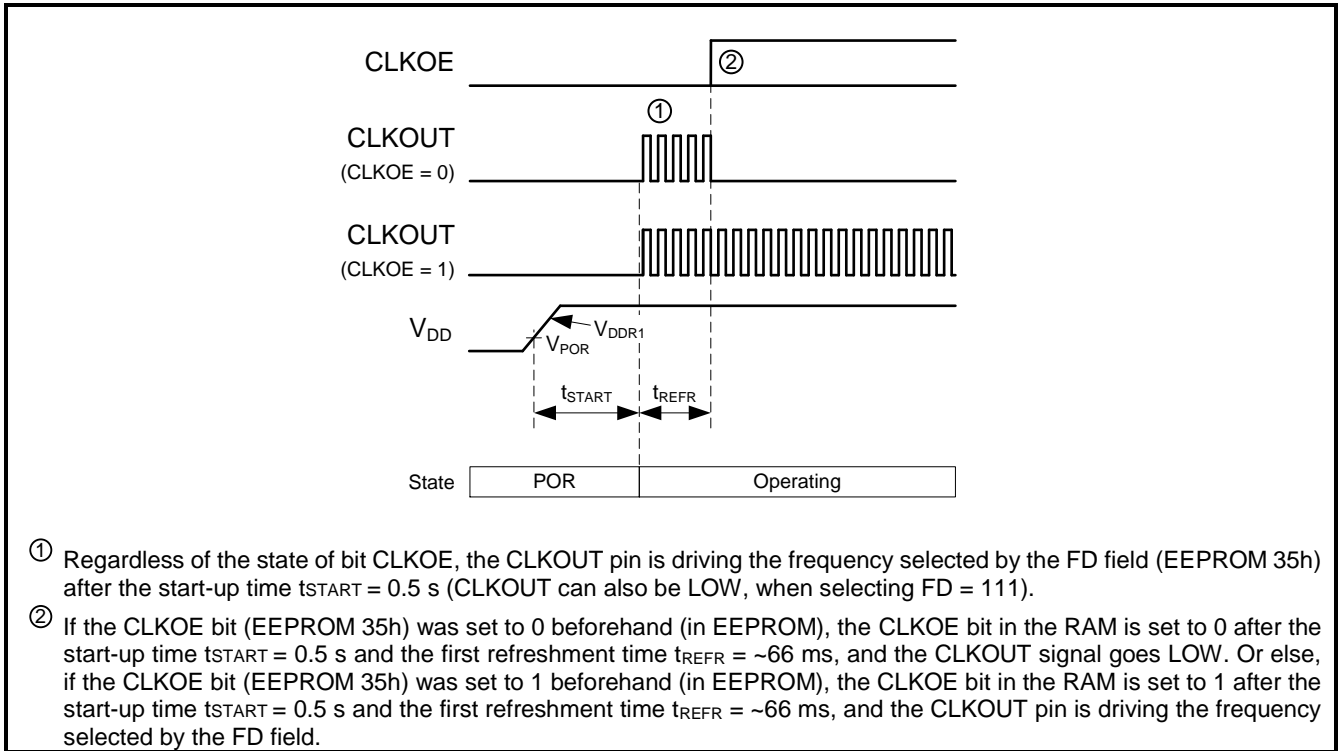 CLKOE
②
①
CLKOUT
(CLKOE = 0)
CLKOUT
(CLKOE = 1)
VDD
VDDR1
VPOR
tSTART
tREFR
State
POR
Operating
① Regardless of the state of bit CLKOE, the CLKOUT pin is driving the frequency selected by the FD field (EEPROM 35h)
after the start-up time tSTART = 0.5 s (CLKOUT can also be LOW, when selecting FD = 111).
② If the CLKOE bit (EEPROM 35h) was set to 0 beforehand (in EEPROM), the CLKOE bit in the RAM is set to 0 after the
start-up time tSTART = 0.5 s and the first refreshment time tREFR = ~66 ms, and the CLKOUT signal goes LOW. Or else,
if the CLKOE bit (EEPROM 35h) was set to 1 beforehand (in EEPROM), the CLKOE bit in the RAM is set to 1 after the
start-up time tSTART = 0.5 s and the first refreshment time tREFR = ~66 ms, and the CLKOUT pin is driving the frequency
selected by the FD field.